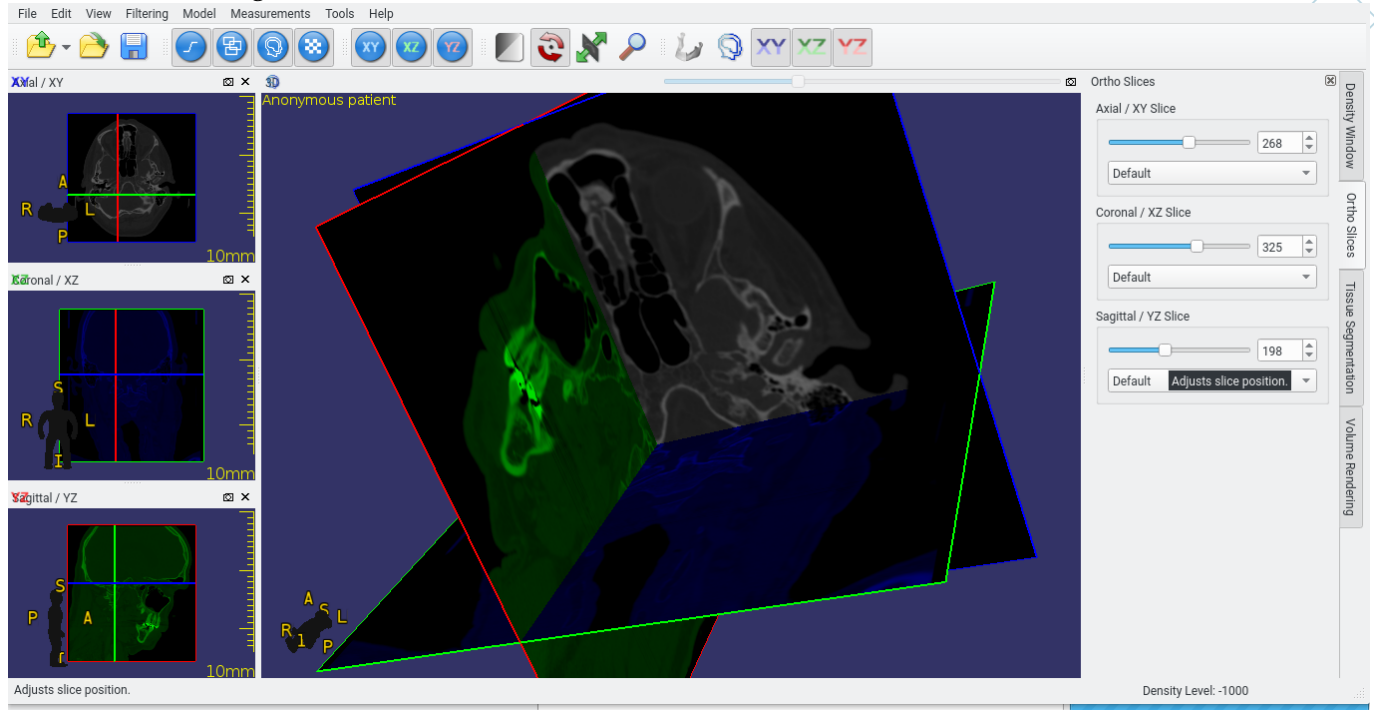 File Edit View Filtering Model Measurements Tools Help
XY XZ YZ XY XZ YZ
Axial / XY
3D
Ortho Slices
Anonymous patient
A
R L
P
10mm
Coronal / XZ
S
R L
I
10mm
Sagittal / YZ
S
P A
I
10mm
A S L
R I P
Axial / XY Slice
268
Default
Coronal / XZ Slice
325
Default
Sagittal / YZ Slice
198
Default Adjusts slice position.
Density Window
Ortho Slices
Tissue Segmentation
Volume Rendering
Adjusts slice position.
Density Level: -1000